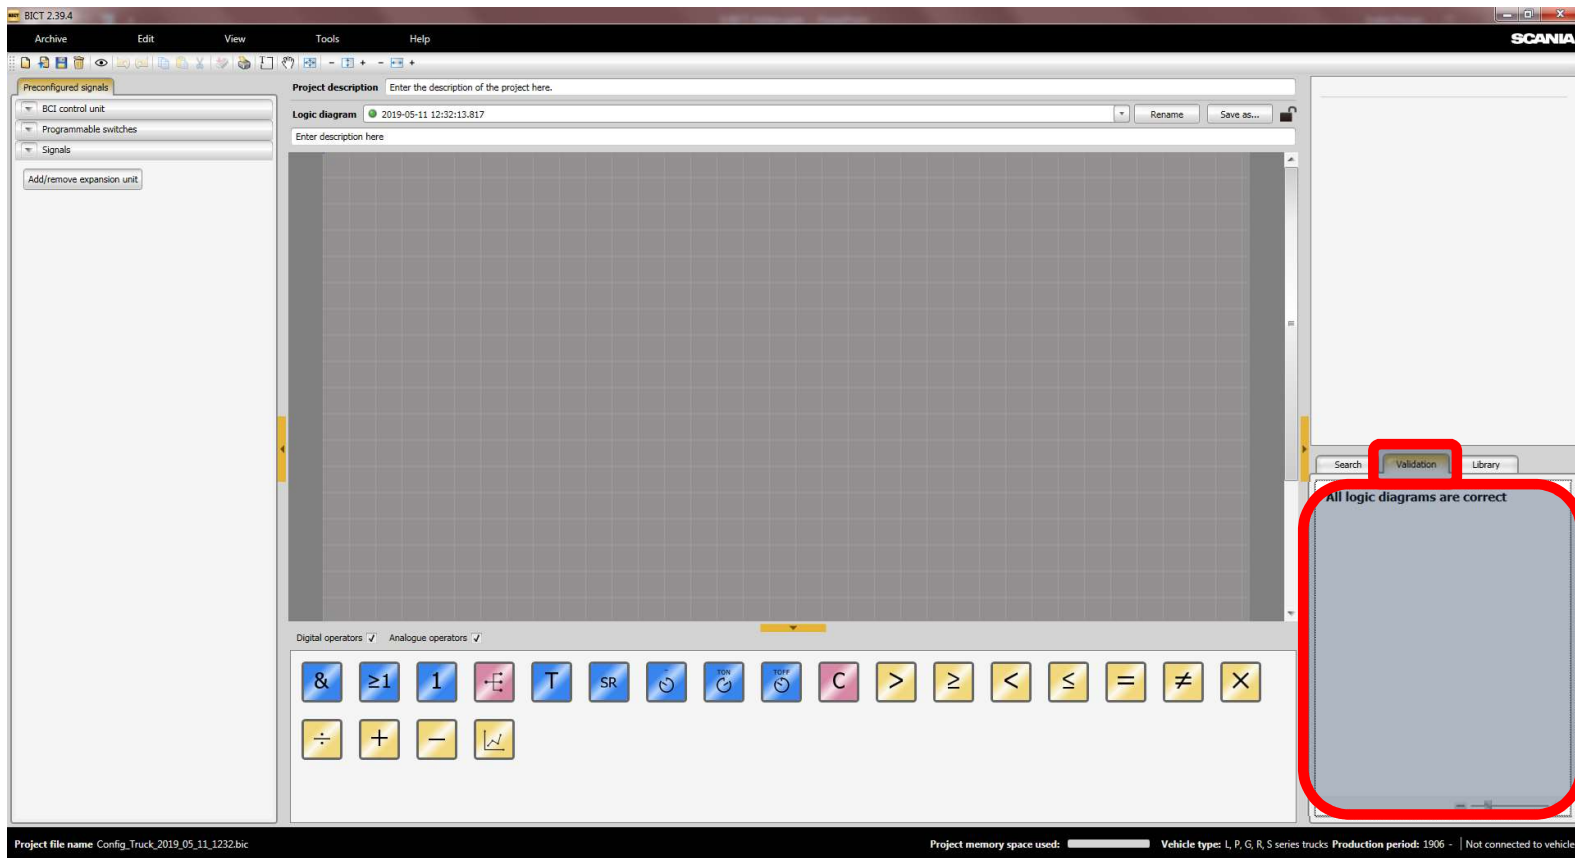 BICT 2.39.4
Archive Edit View Tools Help
SCANIA
Preconfigured signals
BCI control unit
Programmable switches
Signals
Add/remove expansion unit
Project description Enter the description of the project here.
Logic diagram 2019-05-11 12:32:13.817 Rename Save as...
Enter description here
Search Validation Library
All logic diagrams are correct
Digital operators Analogue operators
& ≥1 1 T SR TON TOFF C > ≥ < ≤ = ≠ ×
÷ + −
Project file name Config_Truck_2019_05_11_1232.bic Project memory space used: Vehicle type: L, P, G, R, S series trucks Production period: 1906 - Not connected to vehicle